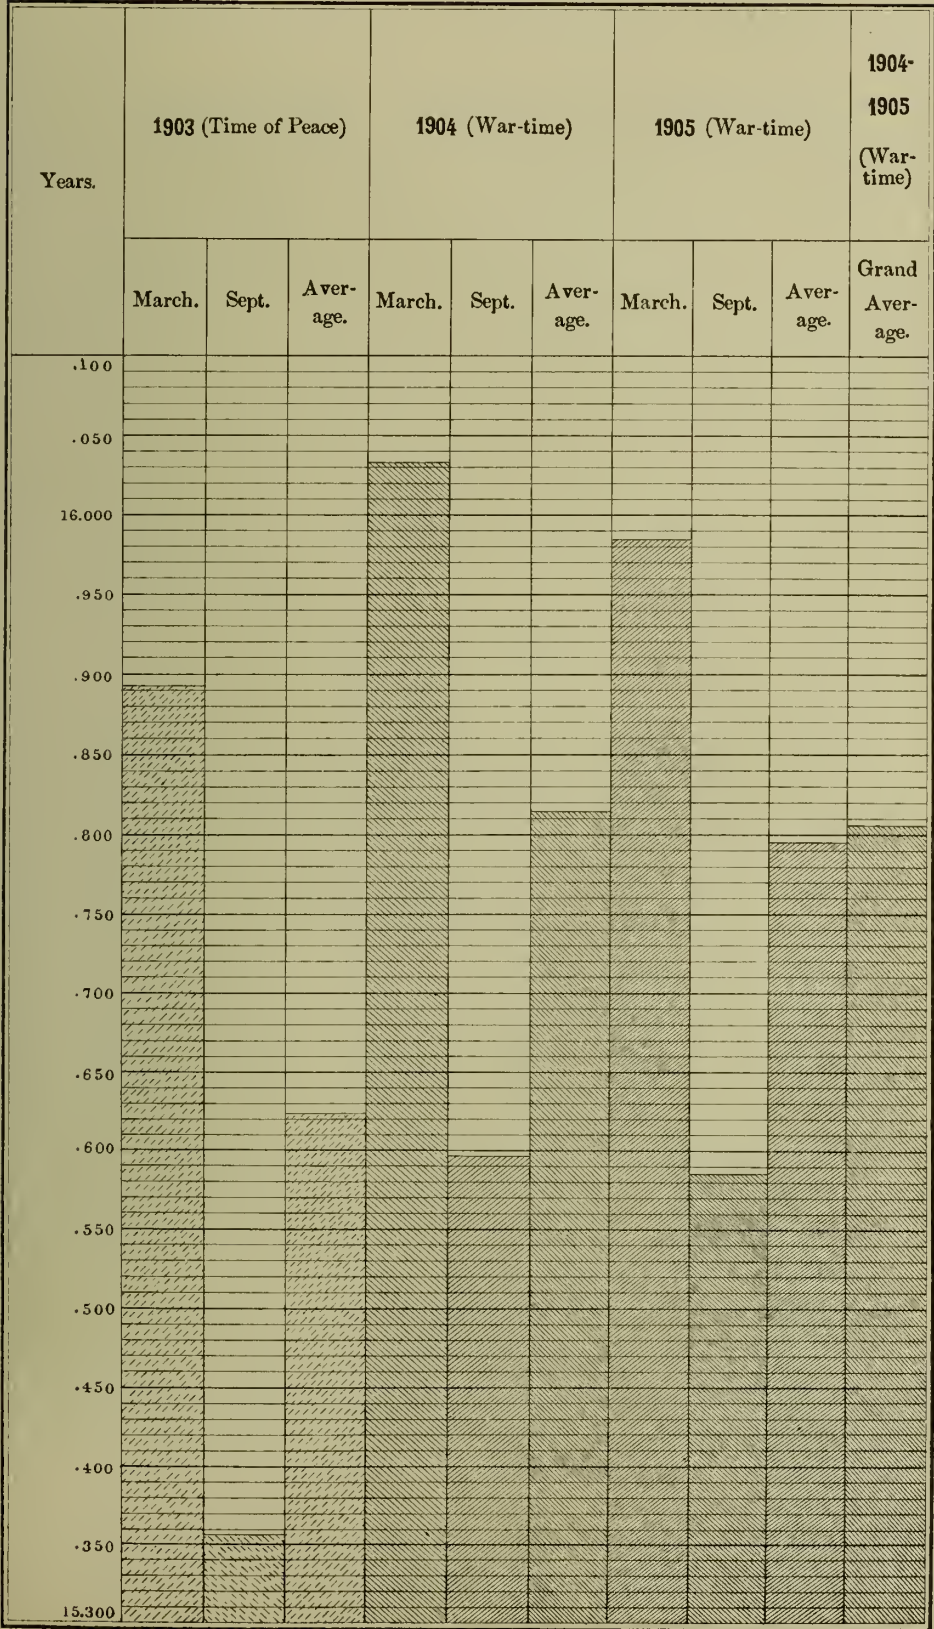 1903 (Time of Peace)
1904 (War-time)
1905 (War-time)
1904-
1905
(War-
time)
Years.
March.
Sept.
Aver-
age.
March.
Sept.
Aver-
age.
March.
Sept.
Aver-
age.
Grand
Aver-
age.
.100
.050
16.000
.950
.900
.850
.800
.750
.700
.650
.600
.550
.500
.450
.400
.350
15.300